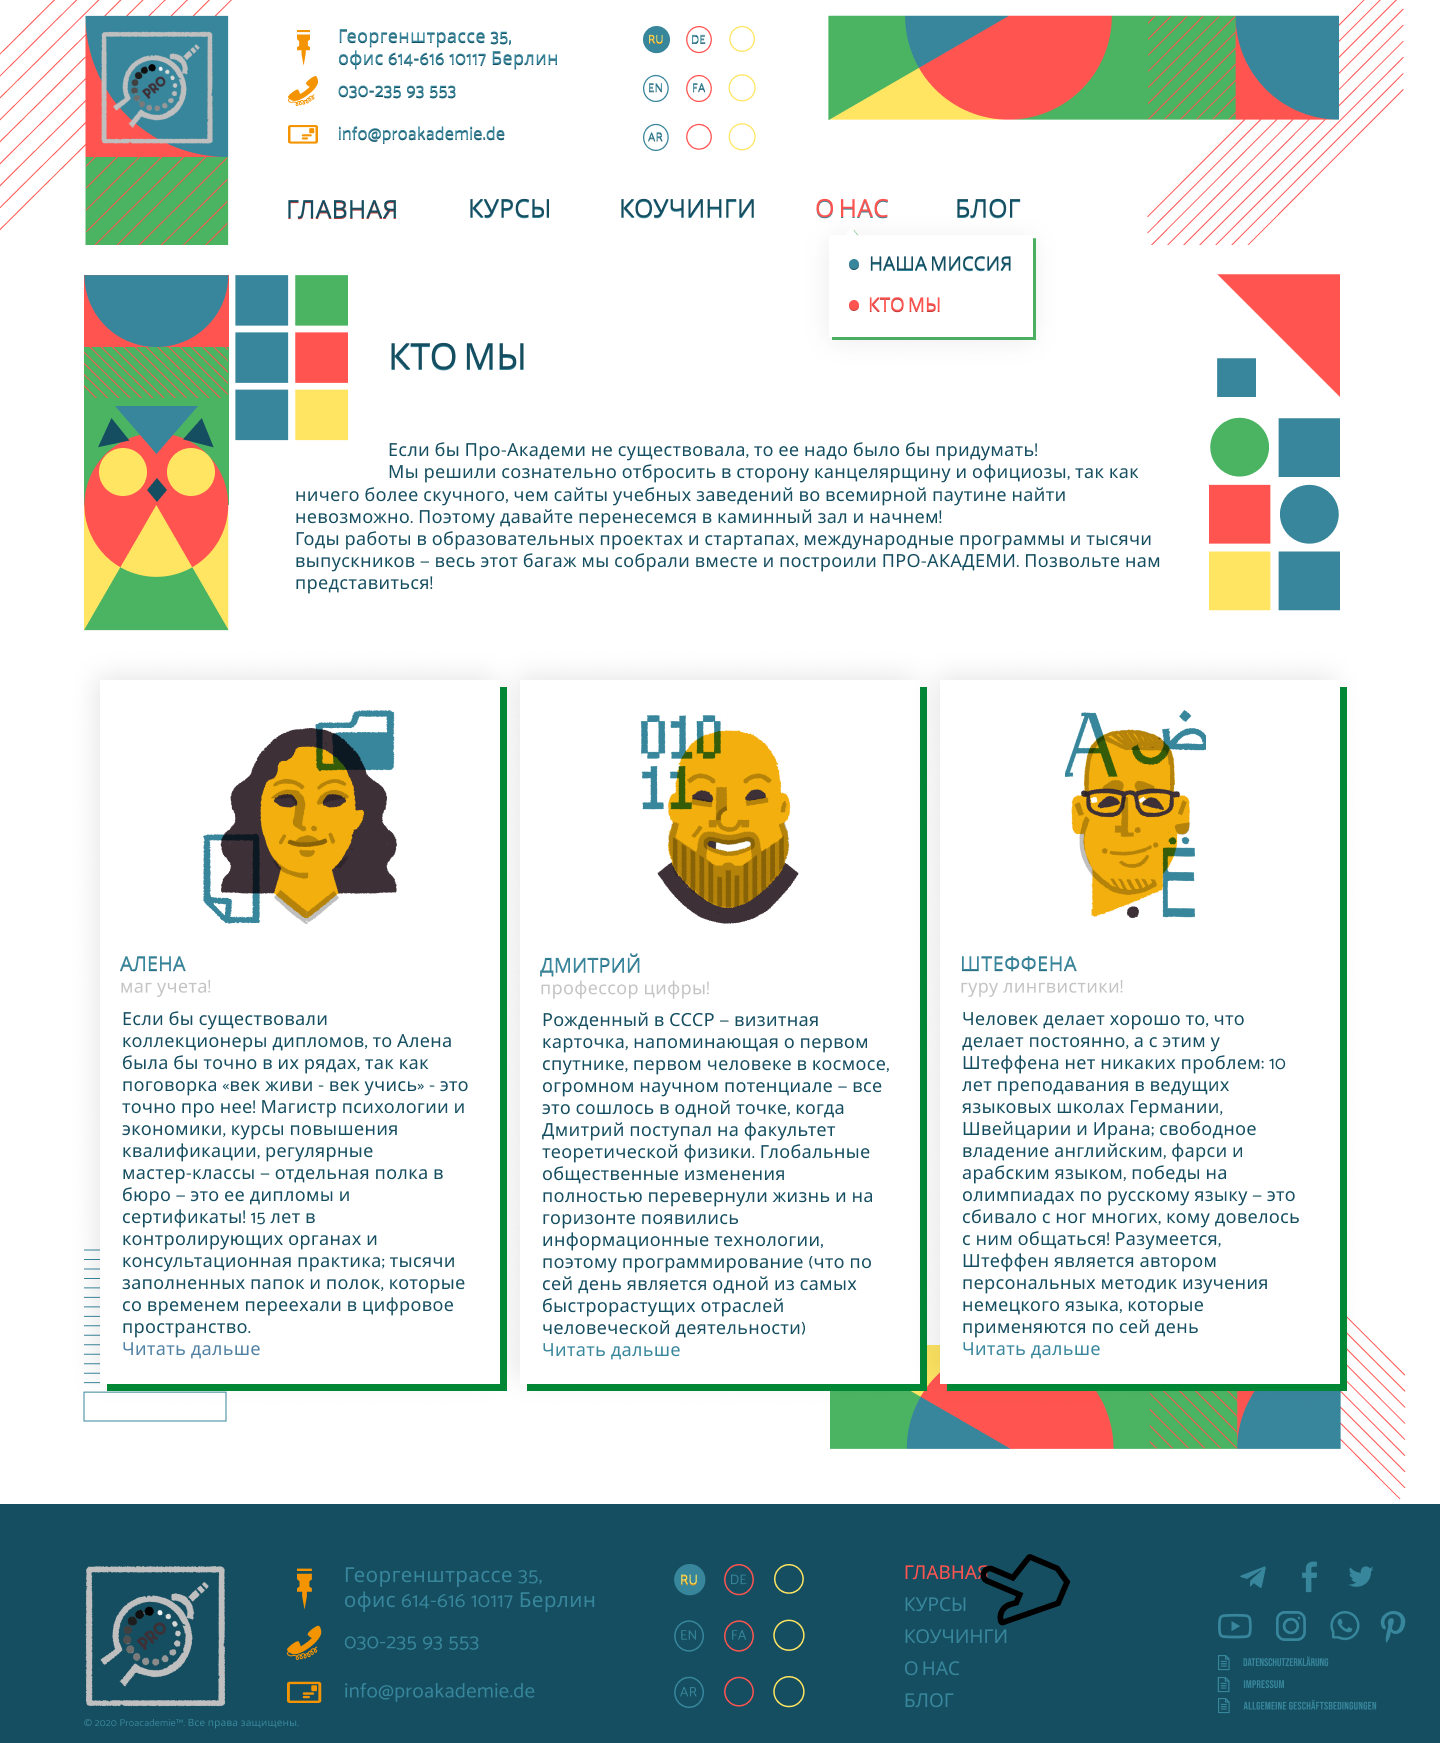 PRO
Георгенштрассе 35,
офис 614-616 10117 Берлин
030-235 93 553
info@proakademie.de
RU DE
EN FA
AR
ГЛАВНАЯ КУРСЫ КОУЧИНГИ О НАС БЛОГ
НАША МИССИЯ
КТО МЫ
КТО МЫ
Если бы Про-Академи не существовала, то ее надо было бы придумать!
Мы решили сознательно отбросить в сторону канцелярщину и официозы, так как
ничего более скучного, чем сайты учебных заведений во всемирной паутине найти
невозможно. Поэтому давайте перенесемся в каминный зал и начнем!
Годы работы в образовательных проектах и стартапах, международные программы и тысячи
выпускников – весь этот багаж мы собрали вместе и построили ПРО-АКАДЕМИ. Позвольте нам
представиться!
АЛЕНА
маг учета!
Если бы существовали
коллекционеры дипломов, то Алена
была бы точно в их рядах, так как
поговорка «век живи - век учись» - это
точно про нее! Магистр психологии и
экономики, курсы повышения
квалификации, регулярные
мастер-классы – отдельная полка в
бюро – это ее дипломы и
сертификаты! 15 лет в
контролирующих органах и
консультационная практика; тысячи
заполненных папок и полок, которые
со временем переехали в цифровое
пространство.
Читать дальше
010
11
ДМИТРИЙ
профессор цифры!
Рожденный в СССР – визитная
карточка, напоминающая о первом
спутнике, первом человеке в космосе,
огромном научном потенциале – все
это сошлось в одной точке, когда
Дмитрий поступал на факультет
теоретической физики. Глобальные
общественные изменения
полностью перевернули жизнь и на
горизонте появились
информационные технологии,
поэтому программирование (что по
сей день является одной из самых
быстрорастущих отраслей
человеческой деятельности)
Читать дальше
A ض
Ё
ШТЕФФЕНА
гуру лингвистики!
Человек делает хорошо то, что
делает постоянно, а с этим у
Штеффена нет никаких проблем: 10
лет преподавания в ведущих
языковых школах Германии,
Швейцарии и Ирана; свободное
владение английским, фарси и
арабским языком, победы на
олимпиадах по русскому языку – это
сбивало с ног многих, кому довелось
с ним общаться! Разумеется,
Штеффен является автором
персональных методик изучения
немецкого языка, которые
применяются по сей день
Читать дальше
PRO
© 2020 Proacademie™. Все права защищены.
Георгенштрассе 35,
офис 614-616 10117 Берлин
030-235 93 553
info@proakademie.de
RU DE
EN FA
AR
ГЛАВНАЯ
КУРСЫ
КОУЧИНГИ
О НАС
БЛОГ
DATENSCHUTZERKLÄRUNG
IMPRESSUM
ALLGEMEINE GESCHÄFTSBEDINGUNGEN